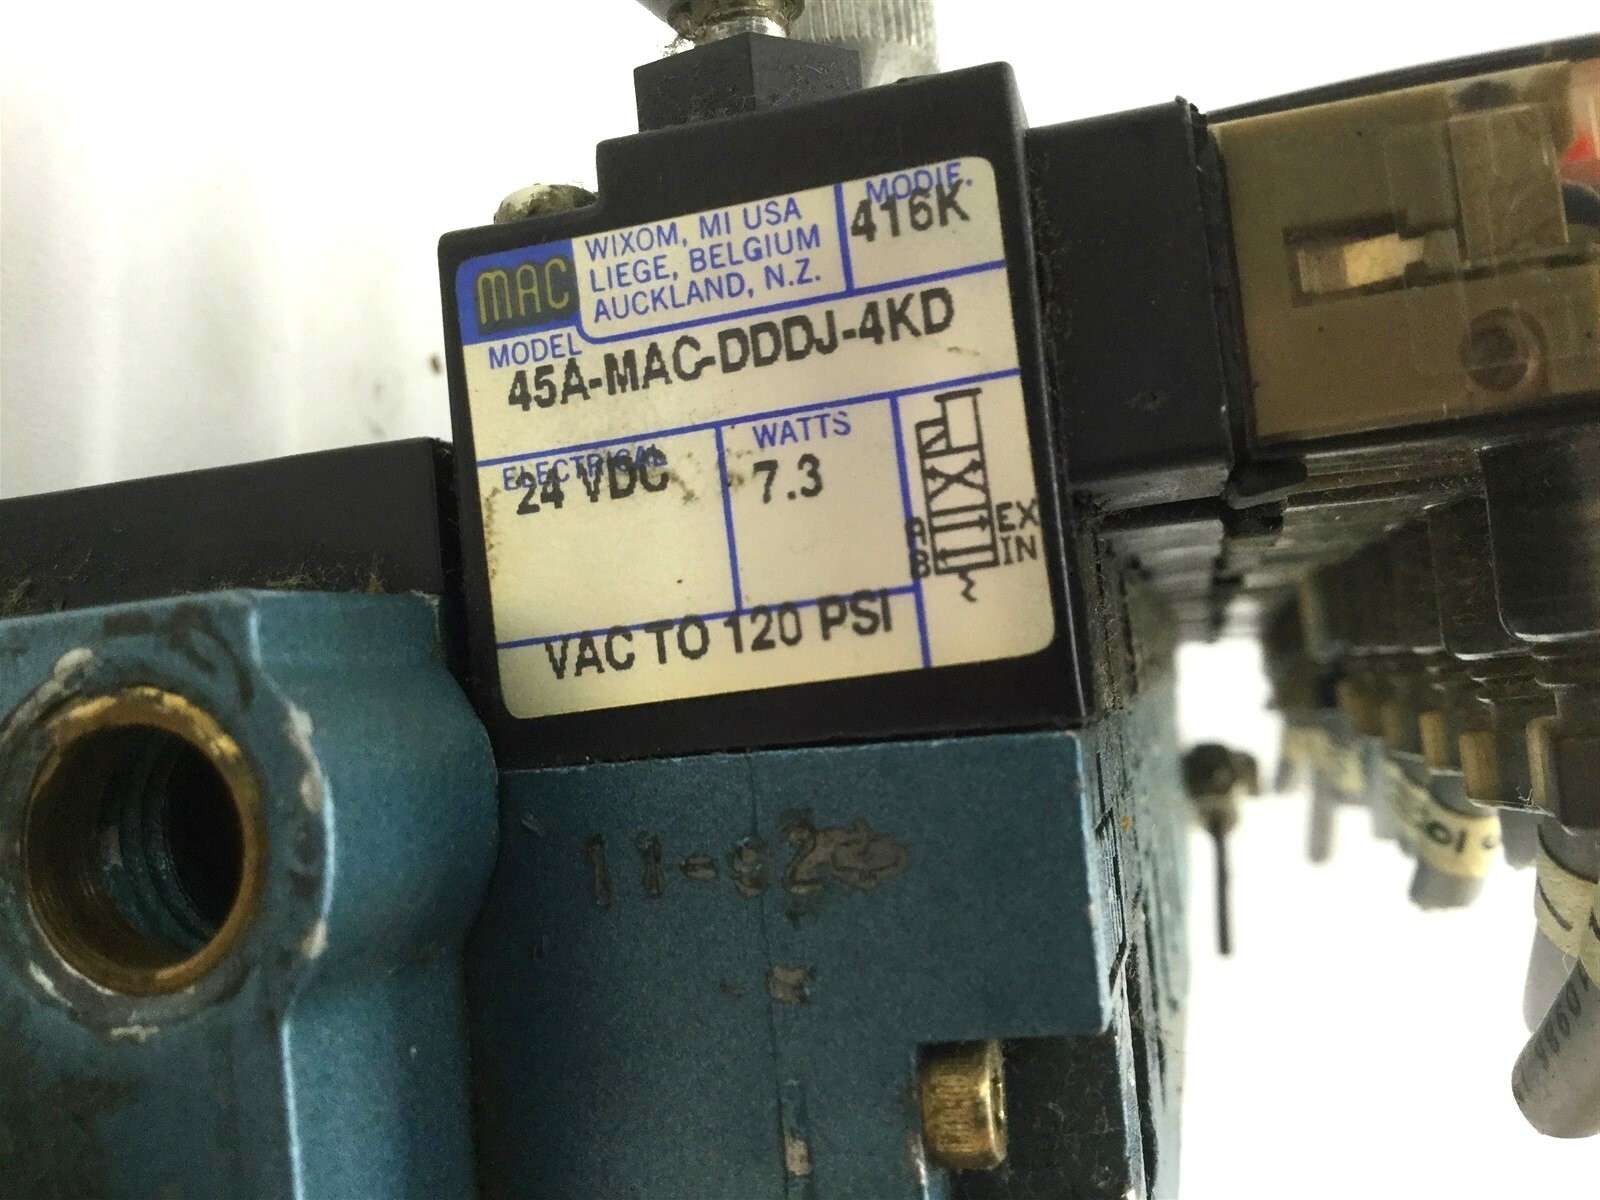 MAC
WIXOM, MI USA
LIEGE, BELGIUM
AUCKLAND, N.Z.
MODIF.
416K
MODEL
45A-MAC-DDDJ-4KD
ELECTRICAL
24 VDC
WATTS
7.3
A EX
B IN
VAC TO 120 PSI
11-92